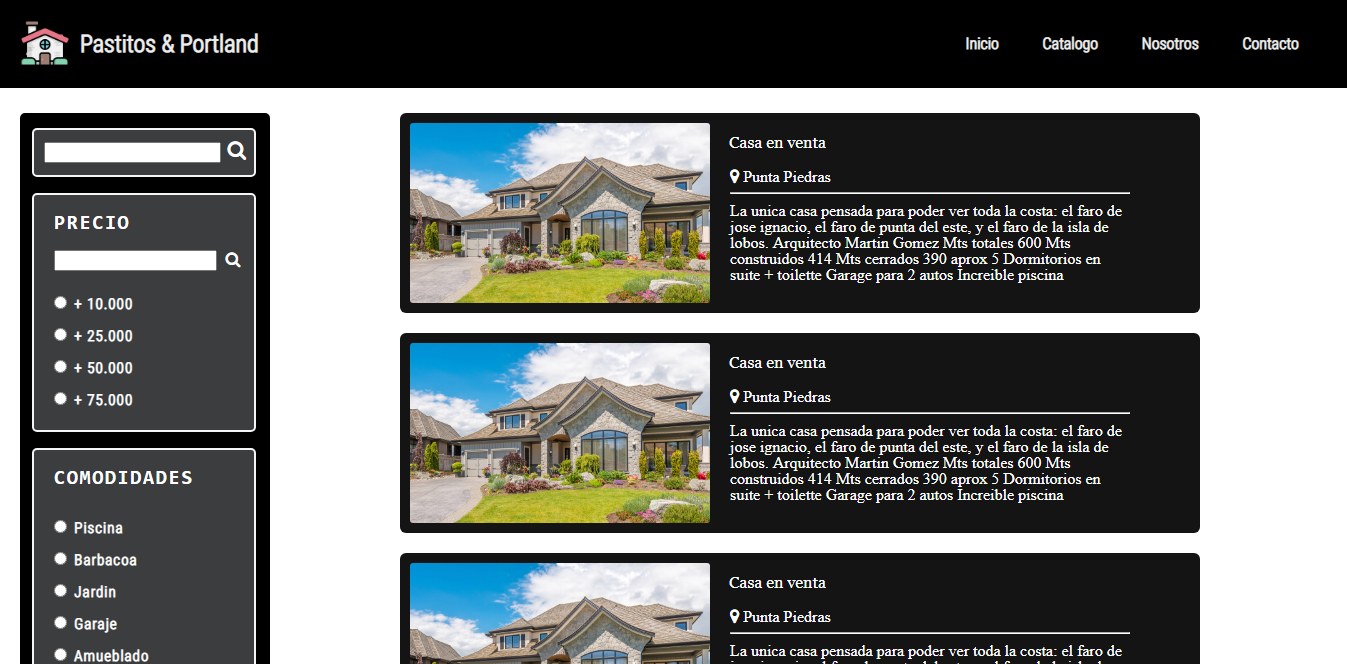 Pastitos & Portland
Inicio
Catalogo
Nosotros
Contacto
PRECIO
+ 10.000
+ 25.000
+ 50.000
+ 75.000
COMODIDADES
Piscina
Barbacoa
Jardin
Garaje
Amueblado
Casa en venta
Punta Piedras
La unica casa pensada para poder ver toda la costa: el faro de
jose ignacio, el faro de punta del este, y el faro de la isla de
lobos. Arquitecto Martin Gomez Mts totales 600 Mts
construidos 414 Mts cerrados 390 aprox 5 Dormitorios en
suite + toilette Garage para 2 autos Increible piscina
Casa en venta
Punta Piedras
La unica casa pensada para poder ver toda la costa: el faro de
jose ignacio, el faro de punta del este, y el faro de la isla de
lobos. Arquitecto Martin Gomez Mts totales 600 Mts
construidos 414 Mts cerrados 390 aprox 5 Dormitorios en
suite + toilette Garage para 2 autos Increible piscina
Casa en venta
Punta Piedras
La unica casa pensada para poder ver toda la costa: el faro de